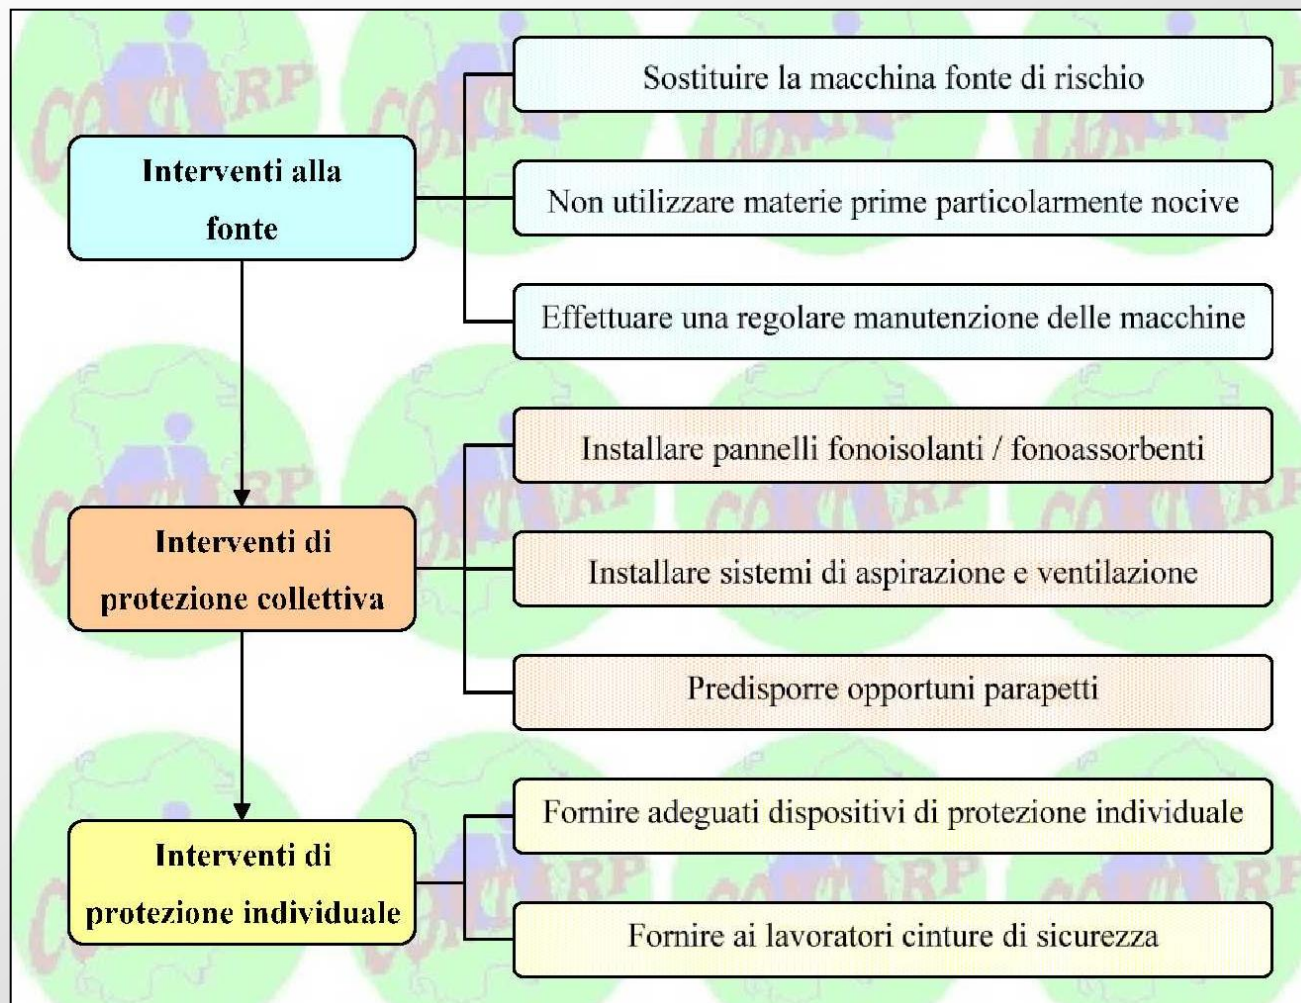 Sostituire la macchina fonte di rischio
Interventi alla
fonte
Non utilizzare materie prime particolarmente nocive
Effettuare una regolare manutenzione delle macchine
Installare pannelli fonoisolanti / fonoassorbenti
Interventi di
protezione collettiva
Installare sistemi di aspirazione e ventilazione
Predisporre opportuni parapetti
Fornire adeguati dispositivi di protezione individuale
Interventi di
protezione individuale
Fornire ai lavoratori cinture di sicurezza
CONTARP